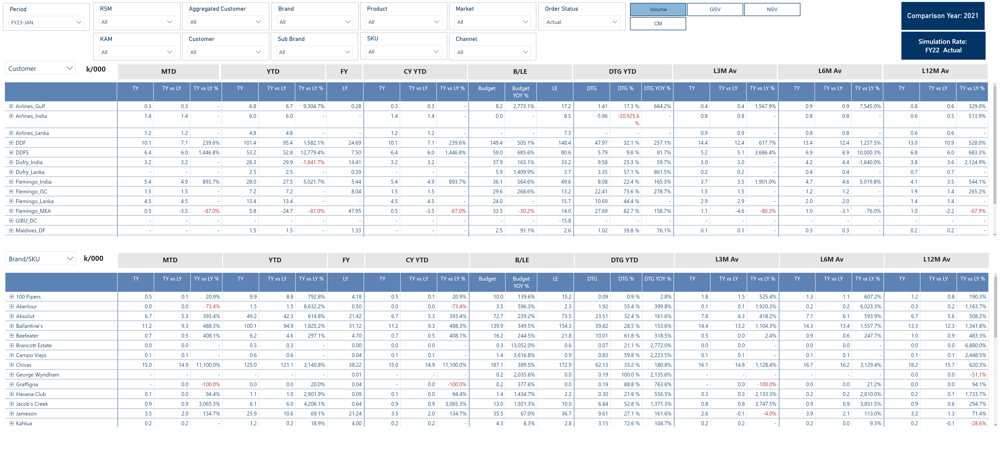 Period
FY23-JAN
RSM
All
Aggregated Customer
All
Brand
All
Product
All
Market
All
Order Status
Actual
Volume
GSV
NSV
CM
Comparison Year: 2021
KAM
All
Customer
All
Sub Brand
All
SKU
All
Channel
All
Simulation Rate:
FY22 Actual
Customer k/000 MTD YTD FY CY YTD B/LE DTG YTD L3M Av L6M Av L12M Av
TY TY vs LY TY vs LY % TY TY vs LY TY vs LY % LY TY TY vs LY TY vs LY % Budget Budget YOY % LE DTG DTG % DTG YOY % TY TY vs LY TY vs LY % TY TY vs LY TY vs LY % TY TY vs LY TY vs LY %
Airlines_Gulf 0.3 0.3 - 6.8 6.7 9,304.7% 0.28 0.3 0.3 - 8.2 2,773.1% 17.2 1.41 17.3 % 664.2% 0.4 0.4 1,567.9% 0.9 0.9 7,545.0% 0.8 0.6 329.0%
Airlines_India 1.4 1.4 - 6.0 6.0 - - 1.4 1.4 - 0.0 - 8.5 -5.96 -20,925.6 % - 0.8 0.8 - 0.8 0.8 - 0.6 0.5 513.9%
Airlines_Lanka 1.2 1.2 - 4.8 4.8 - - 1.2 1.2 - - - 7.3 - - - 0.9 0.9 - 0.8 0.8 - 0.6 0.6 -
DDF 10.1 7.1 239.6% 101.4 95.4 1,582.1% 24.69 10.1 7.1 239.6% 149.4 505.1% 148.4 47.97 32.1 % 257.1% 14.4 12.4 617.7% 13.4 12.4 1,237.5% 13.0 10.9 528.0%
DDFS 6.4 6.0 1,446.8% 53.2 52.8 12,779.4% 7.50 6.4 6.0 1,446.8% 59.0 685.6% 80.6 5.79 9.8 % 81.7% 5.2 5.1 3,686.4% 6.9 6.9 10,000.3% 6.8 6.0 683.3%
Dufry_India 3.2 3.2 - 28.3 29.9 -1,841.7% 14.41 3.2 3.2 - 37.9 163.1% 33.2 9.58 25.3 % 59.7% 3.0 3.0 - 4.2 4.4 -1,640.0% 3.8 3.6 2,124.9%
Dufry_Lanka - - - 2.5 2.5 - 0.39 - - - 5.9 1,409.9% 3.7 3.35 57.1 % 861.5% 0.2 0.2 - 0.4 0.4 - 0.7 0.7 -
Flemingo_India 5.4 4.9 893.7% 28.0 27.5 5,021.7% 5.44 5.4 4.9 893.7% 36.1 564.6% 49.6 8.08 22.4 % 165.3% 3.7 3.5 1,901.0% 4.7 4.6 5,019.8% 4.1 3.5 544.1%
Flemingo_ISC 1.5 1.5 - 7.2 7.2 - 8.04 1.5 1.5 - 29.6 268.6% 13.2 22.41 75.6 % 278.7% 1.5 1.5 - 1.2 1.2 - 1.9 1.4 265.2%
Flemingo_Lanka 4.5 4.5 - 13.4 13.4 - - 4.5 4.5 - 24.0 - 15.7 10.69 44.4 % - 2.9 2.9 - 2.0 2.0 - 1.4 1.4 -
Flemingo_MEA 0.5 -3.5 -87.0% 5.8 -24.7 -81.0% 47.95 0.5 -3.5 -87.0% 33.5 -30.2% 14.0 27.69 82.7 % 158.7% 1.1 -4.6 -80.3% 1.0 -3.1 -76.0% 1.0 -2.2 -67.9%
GIBU_DC - - - - - - - - - - - - -15.8 - - - - - - - - - - - -
Maldives_DF - - - 1.5 1.5 - 1.33 - - - 2.5 91.1% 2.6 1.02 39.8 % 76.1% 0.1 0.1 - 0.3 0.3 - 0.2 0.2 -
Brand/SKU k/000 MTD YTD FY CY YTD B/LE DTG YTD L3M Av L6M Av L12M Av
TY TY vs LY TY vs LY % TY TY vs LY TY vs LY % LY TY TY vs LY TY vs LY % Budget Budget YOY % LE DTG DTG % DTG YOY % TY TY vs LY TY vs LY % TY TY vs LY TY vs LY % TY TY vs LY TY vs LY %
100 Pipers 0.5 0.1 20.9% 9.9 8.8 792.8% 4.18 0.5 0.1 20.9% 10.0 139.6% 15.2 0.09 0.9 % 2.8% 1.8 1.5 525.4% 1.3 1.1 607.2% 1.2 0.8 190.3%
Aberlour 0.0 0.0 -73.4% 1.5 1.5 8,632.2% 0.50 0.0 0.0 -73.4% 3.5 596.3% 2.3 1.92 55.4 % 399.8% 0.1 0.1 1,920.3% 0.2 0.2 6,023.3% 0.3 0.2 1,163.7%
Absolut 6.7 5.3 393.4% 49.2 42.3 614.8% 21.42 6.7 5.3 393.4% 72.7 239.2% 73.5 23.51 32.4 % 161.6% 7.8 6.3 418.2% 7.1 6.1 593.9% 6.7 5.6 508.2%
Ballantine's 11.2 9.3 488.3% 100.1 94.9 1,825.2% 31.12 11.2 9.3 488.3% 139.9 349.5% 154.3 39.82 28.5 % 153.6% 14.4 13.2 1,104.3% 14.3 13.4 1,557.7% 13.3 12.3 1,341.8%
Beefeater 0.7 0.5 408.1% 6.2 4.6 297.1% 4.70 0.7 0.5 408.1% 16.2 244.5% 21.8 10.01 61.8 % 318.5% 0.5 0.0 2.4% 0.9 0.6 247.7% 1.0 0.9 483.3%
Brancott Estate 0.0 0.0 - 0.3 0.3 - 0.00 0.0 0.0 - 0.3 13,052.0% 0.6 0.07 21.1 % 2,772.0% 0.0 0.0 - 0.0 0.0 - 0.0 0.0 6,880.0%
Campo Viejo 0.1 0.1 - 0.6 0.6 - 0.04 0.1 0.1 - 1.4 3,616.8% 0.9 0.83 59.8 % 2,223.5% 0.1 0.1 - 0.1 0.1 - 0.1 0.1 2,448.5%
Chivas 15.0 14.9 11,100.0% 125.0 121.1 3,140.8% 38.22 15.0 14.9 11,100.0% 187.1 389.5% 172.9 62.13 33.2 % 180.8% 16.1 14.8 1,128.4% 16.7 16.2 3,129.4% 18.2 15.7 620.3%
George Wyndham - - - - - - 0.01 - - - 0.2 2,035.6% 0.0 0.19 100.0 % 2,135.6% - - - - - - 0.0 0.0 -51.1%
Graffigna - 0.0 -100.0% 0.0 0.0 20.0% 0.04 - 0.0 -100.0% 0.2 377.6% 0.0 0.19 88.8 % 763.6% - 0.0 -100.0% 0.0 0.0 21.2% 0.0 0.0 94.1%
Havana Club 0.1 0.0 94.4% 1.1 1.0 2,901.9% 0.09 0.1 0.0 94.4% 1.4 1,434.7% 2.2 0.30 21.8 % 556.5% 0.3 0.3 2,133.3% 0.2 0.2 2,810.0% 0.2 0.1 1,733.7%
Jacob's Creek 0.9 0.9 3,065.3% 6.1 6.0 4,206.1% 0.64 0.9 0.9 3,065.3% 13.0 1,921.3% 10.0 6.84 52.8 % 1,371.3% 0.8 0.8 3,747.5% 0.9 0.9 3,851.5% 0.9 0.6 294.7%
Jameson 3.5 2.0 134.7% 25.9 10.6 69.1% 21.24 3.5 2.0 134.7% 35.5 67.0% 36.7 9.61 27.1 % 161.6% 2.6 -0.1 -4.0% 3.9 2.1 113.0% 3.2 1.3 71.4%
Kahlua 0.2 0.2 - 1.2 0.2 18.9% 4.00 0.2 0.2 - 4.3 8.3% 2.8 3.15 72.6 % 104.7% 0.2 0.2 - 0.2 0.0 9.3% 0.2 -0.1 -28.6%